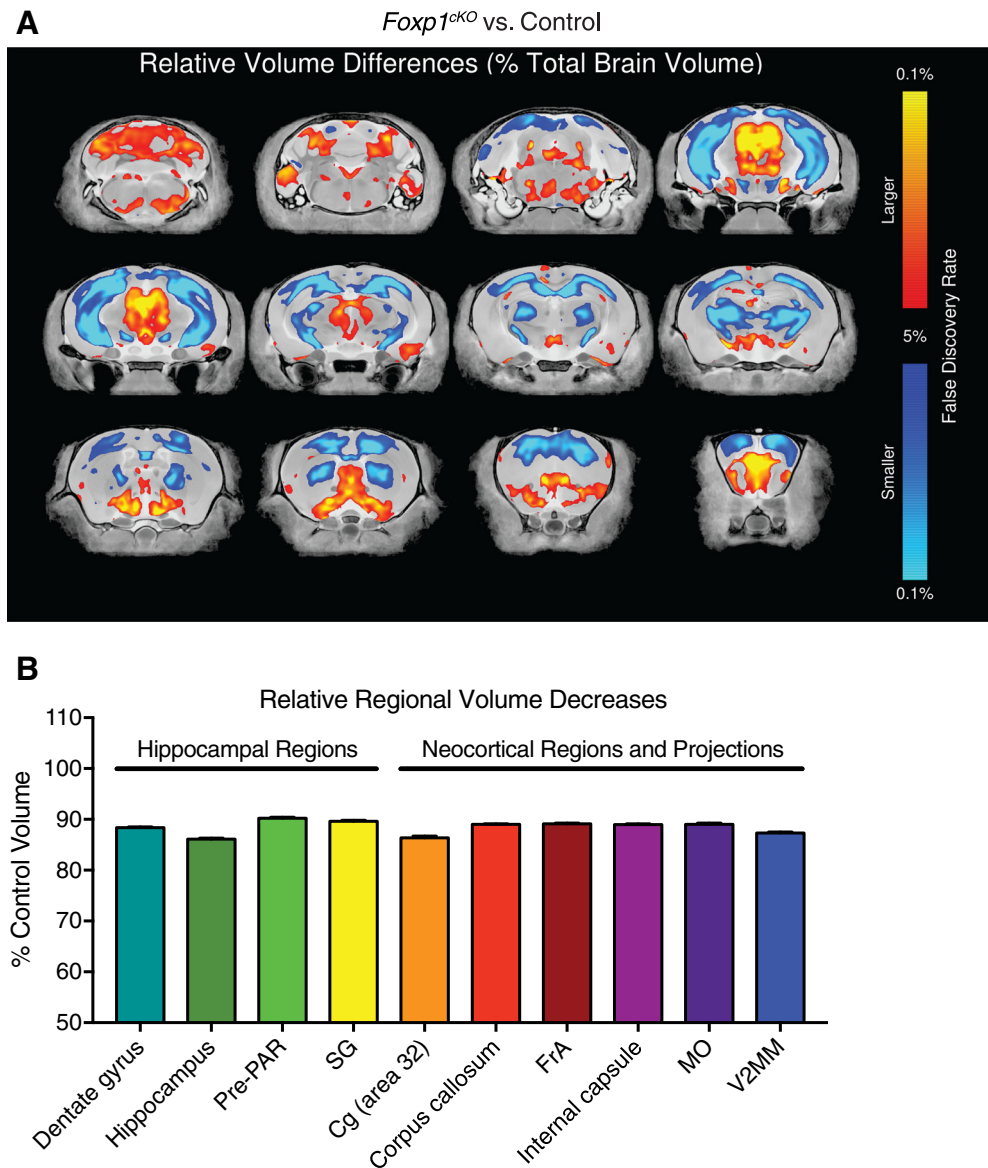 A
Foxp1cKO vs. Control
Relative Volume Differences (% Total Brain Volume)
0.1%
Larger
5%
False Discovery Rate
Smaller
0.1%
B
Relative Regional Volume Decreases
Hippocampal Regions
Neocortical Regions and Projections
% Control Volume
110
100
90
80
70
60
50
Dentate gyrus
Hippocampus
Pre-PAR
SG
Cg (area 32)
Corpus callosum
FrA
Internal capsule
MO
V2MM